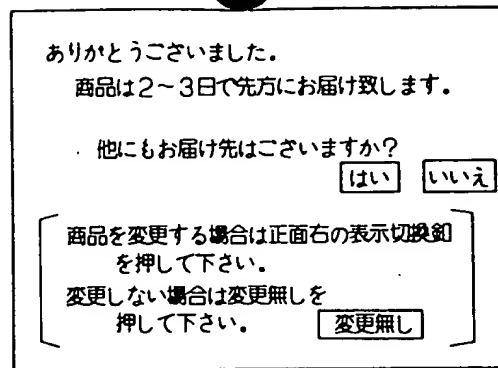 ありがとうございました。
商品は2～3日で先方にお届け致します。
他にもお届け先はございますか?
はい いいえ
商品を変更する場合は正面右の表示切換釦
を押して下さい。
変更しない場合は変更無しを
押して下さい。 変更無し